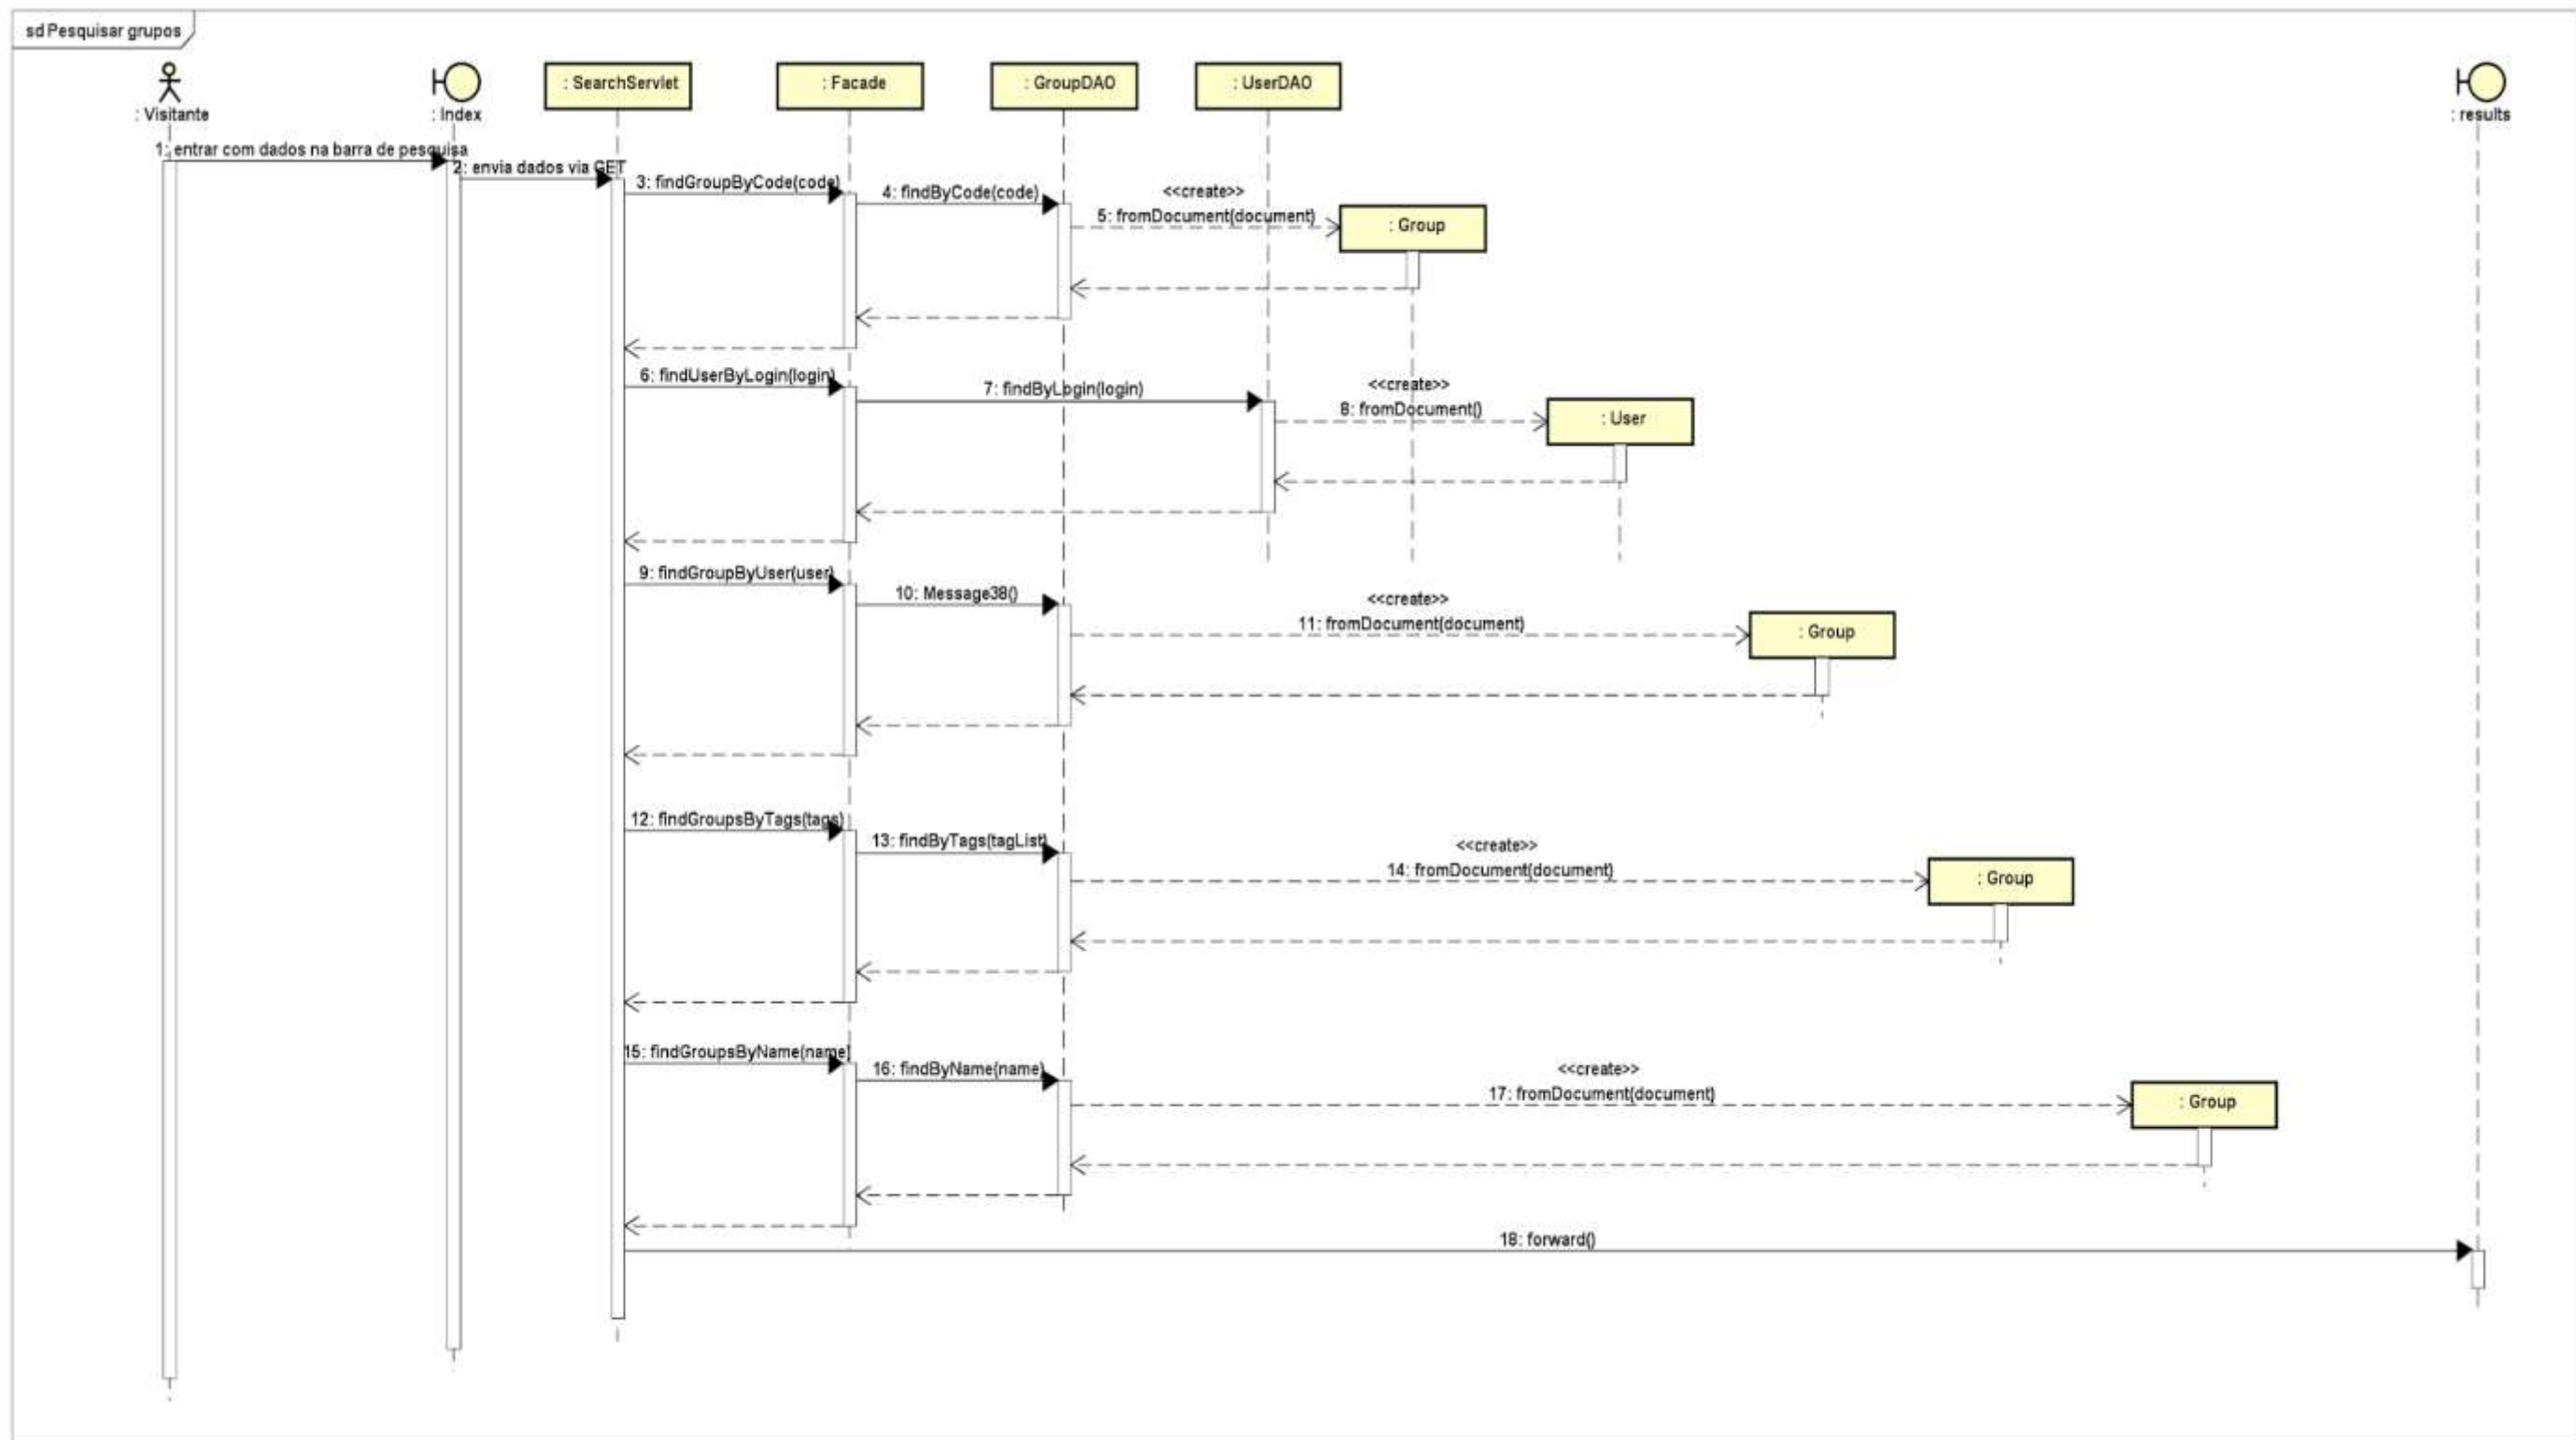 sd Pesquisar grupos
: Visitante
: Index
: SearchServlet
: Facade
: GroupDAO
: UserDAO
: results
1: entrar com dados na barra de pesquisa
2: envia dados via GET
3: findGroupByCode(code)
4: findByCode(code)
<<create>>
5: fromDocument(document)
: Group
6: findUserByLogin(login)
7: findByLogin(login)
<<create>>
8: fromDocument()
: User
9: findGroupByUser(user)
10: Message38()
<<create>>
11: fromDocument(document)
: Group
12: findGroupsByTags(tags)
13: findByTags(tagList)
<<create>>
14: fromDocument(document)
: Group
15: findGroupsByName(name)
16: findByName(name)
<<create>>
17: fromDocument(document)
: Group
18: forward()